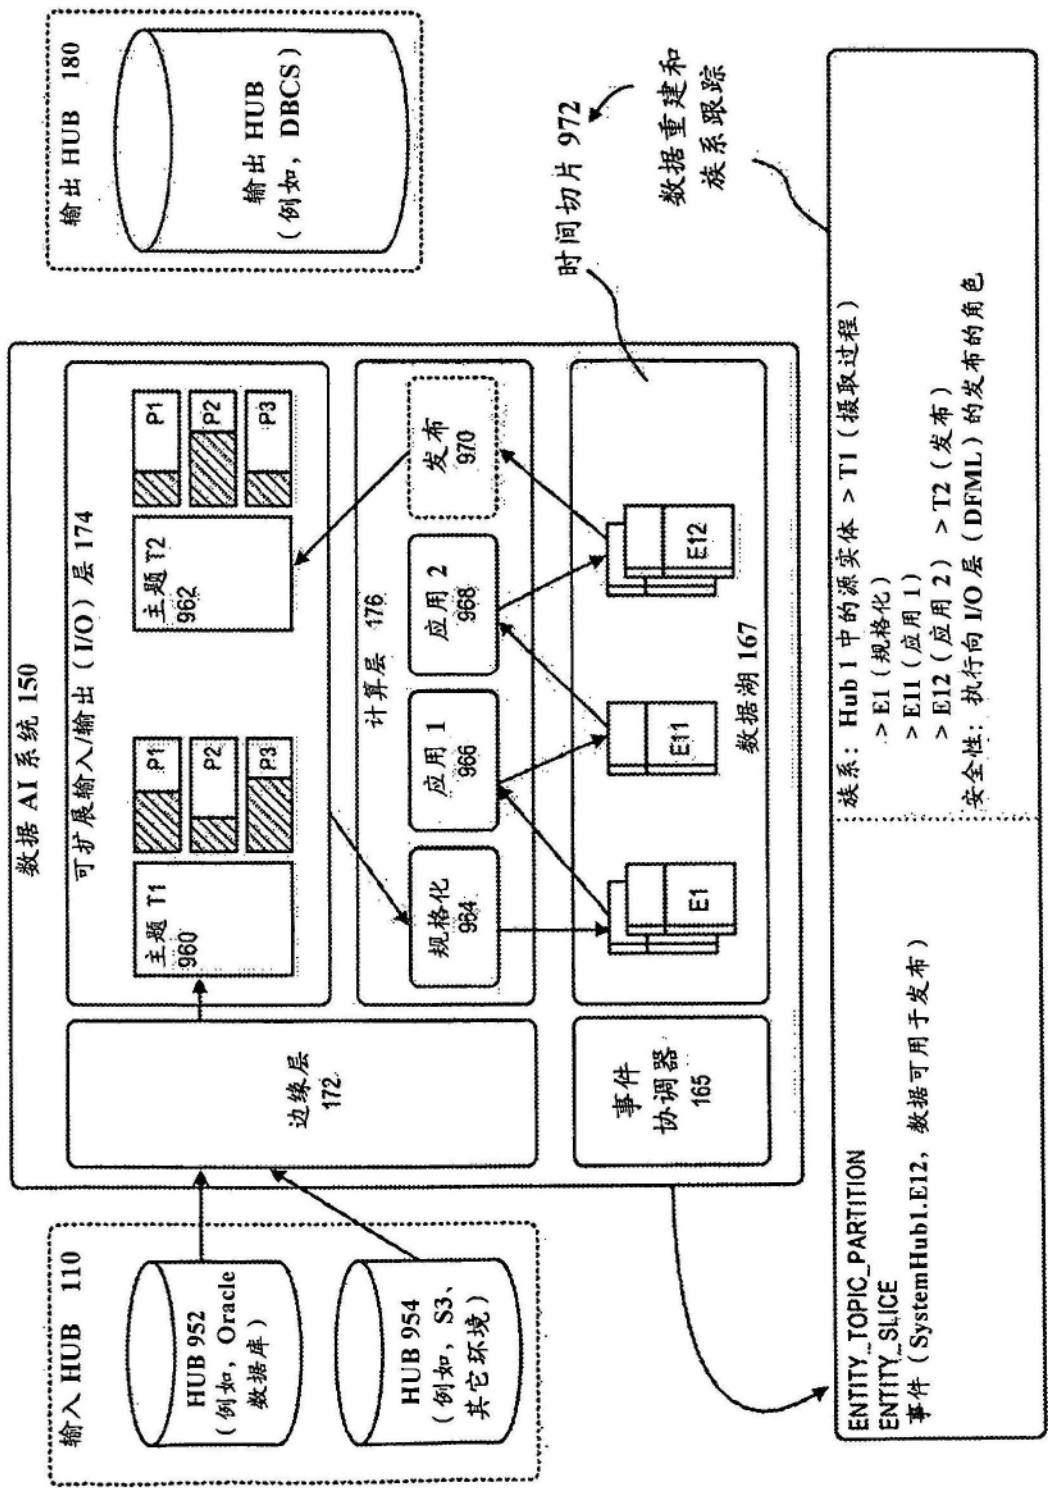 输入 HUB 110
HUB 952
(例如, Oracle
数据库)
HUB 954
(例如, S3、
其它环境)
数据 AI 系统 150
边缘层
172
可扩展输入/输出 (I/O) 层 174
主题 T1
960
P1
P2
P3
主题 T2
962
P1
P2
P3
计算层 176
规格化
964
应用 1
966
应用 2
968
发布
970
事件
协调器
165
E1
E11
E12
数据湖 167
输出 HUB 180
输出 HUB
(例如, DBCS)
时间切片 972
数据重建和
族系跟踪
ENTITY_TOPIC_PARTITION
ENTITY_SLICE
事件 (SystemHub1.E12, 数据可用于发布)
族系: Hub 1 中的源实体 > T1 (摄取过程)
> E1 (规格化)
> E11 (应用 1)
> E12 (应用 2) > T2 (发布)
安全性: 执行向 I/O 层 (DFML) 的发布的角色